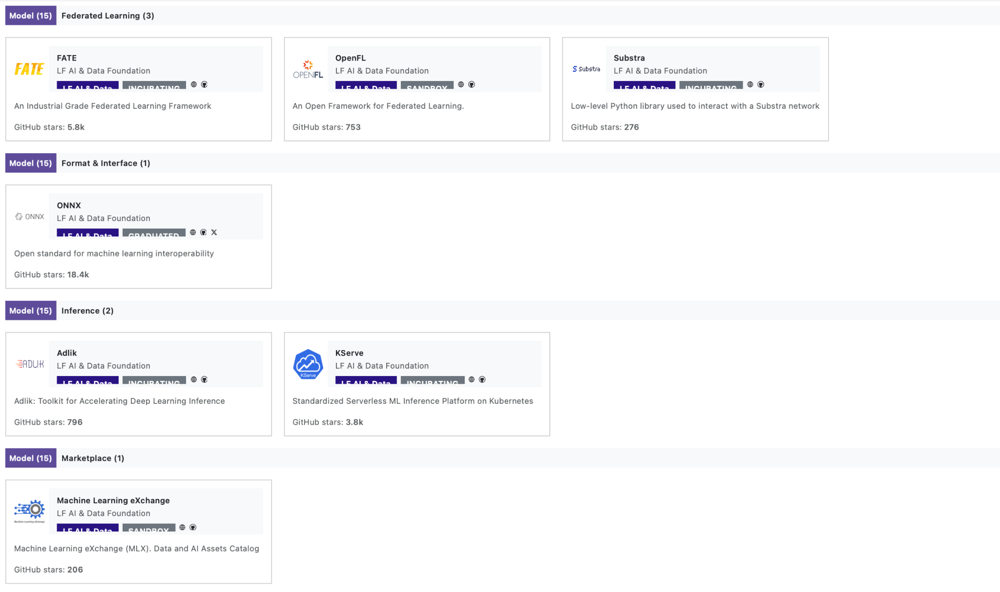 Model (15) Federated Learning (3)
FATE
FATE
LF AI & Data Foundation
LF AI & Data INCUBATING
An Industrial Grade Federated Learning Framework
GitHub stars: 5.8k
OPENFL
OpenFL
LF AI & Data Foundation
LF AI & Data SANDBOX
An Open Framework for Federated Learning.
GitHub stars: 753
Substra
Substra
LF AI & Data Foundation
LF AI & Data INCUBATING
Low-level Python library used to interact with a Substra network
GitHub stars: 276
Model (15) Format & Interface (1)
ONNX
ONNX
LF AI & Data Foundation
LF AI & Data GRADUATED
Open standard for machine learning interoperability
GitHub stars: 18.4k
Model (15) Inference (2)
ADLIK
Adlik
LF AI & Data Foundation
LF AI & Data INCUBATING
Adlik: Toolkit for Accelerating Deep Learning Inference
GitHub stars: 796
KServe
KServe
LF AI & Data Foundation
LF AI & Data INCUBATING
Standardized Serverless ML Inference Platform on Kubernetes
GitHub stars: 3.8k
Model (15) Marketplace (1)
Machine Learning eXchange
Machine Learning eXchange
LF AI & Data Foundation
LF AI & Data SANDBOX
Machine Learning eXchange (MLX). Data and AI Assets Catalog
GitHub stars: 206